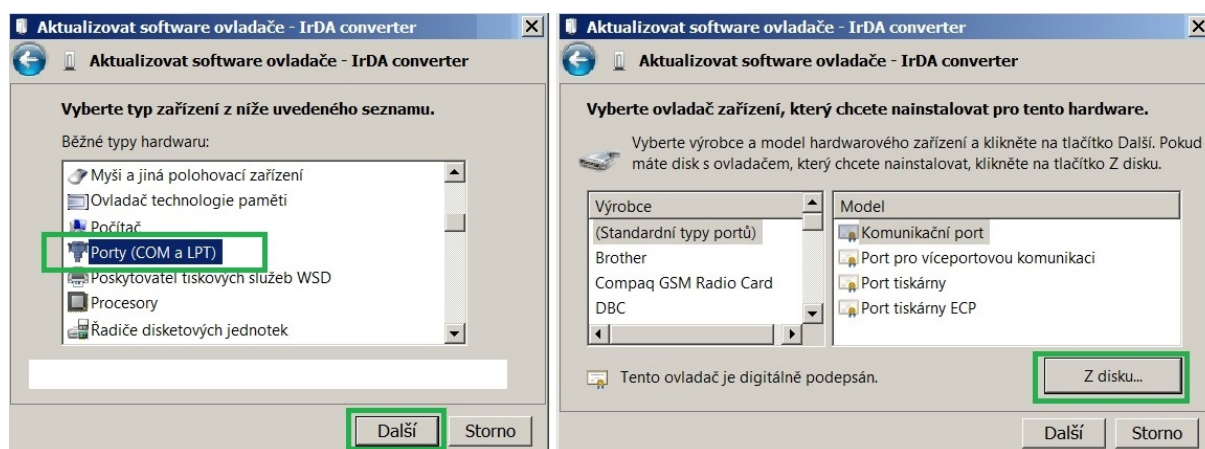 Aktualizovat software ovladače - IrDA converter
Aktualizovat software ovladače - IrDA converter
Vyberte typ zařízení z níže uvedeného seznamu.
Běžné typy hardwaru:
Myši a jiná polohovací zařízení
Ovladač technologie paměti
Počítač
Porty (COM a LPT)
Poskytovatel tiskových služeb WSD
Procesory
Řadiče disketových jednotek
Další
Storno
Aktualizovat software ovladače - IrDA converter
Aktualizovat software ovladače - IrDA converter
Vyberte ovladač zařízení, který chcete nainstalovat pro tento hardware.
Vyberte výrobce a model hardwarového zařízení a klikněte na tlačítko Další. Pokud
máte disk s ovladačem, který chcete nainstalovat, klikněte na tlačítko Z disku.
Výrobce
(Standardní typy portů)
Brother
Compaq GSM Radio Card
DBC
Model
Komunikační port
Port pro víceportovou komunikaci
Port tiskárny
Port tiskárny ECP
Tento ovladač je digitálně podepsán.
Z disku...
Další
Storno